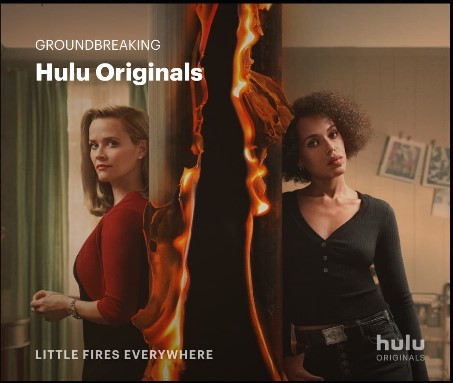 GROUNDBREAKING
Hulu Originals
LITTLE FIRES EVERYWHERE
hulu
ORIGINALS